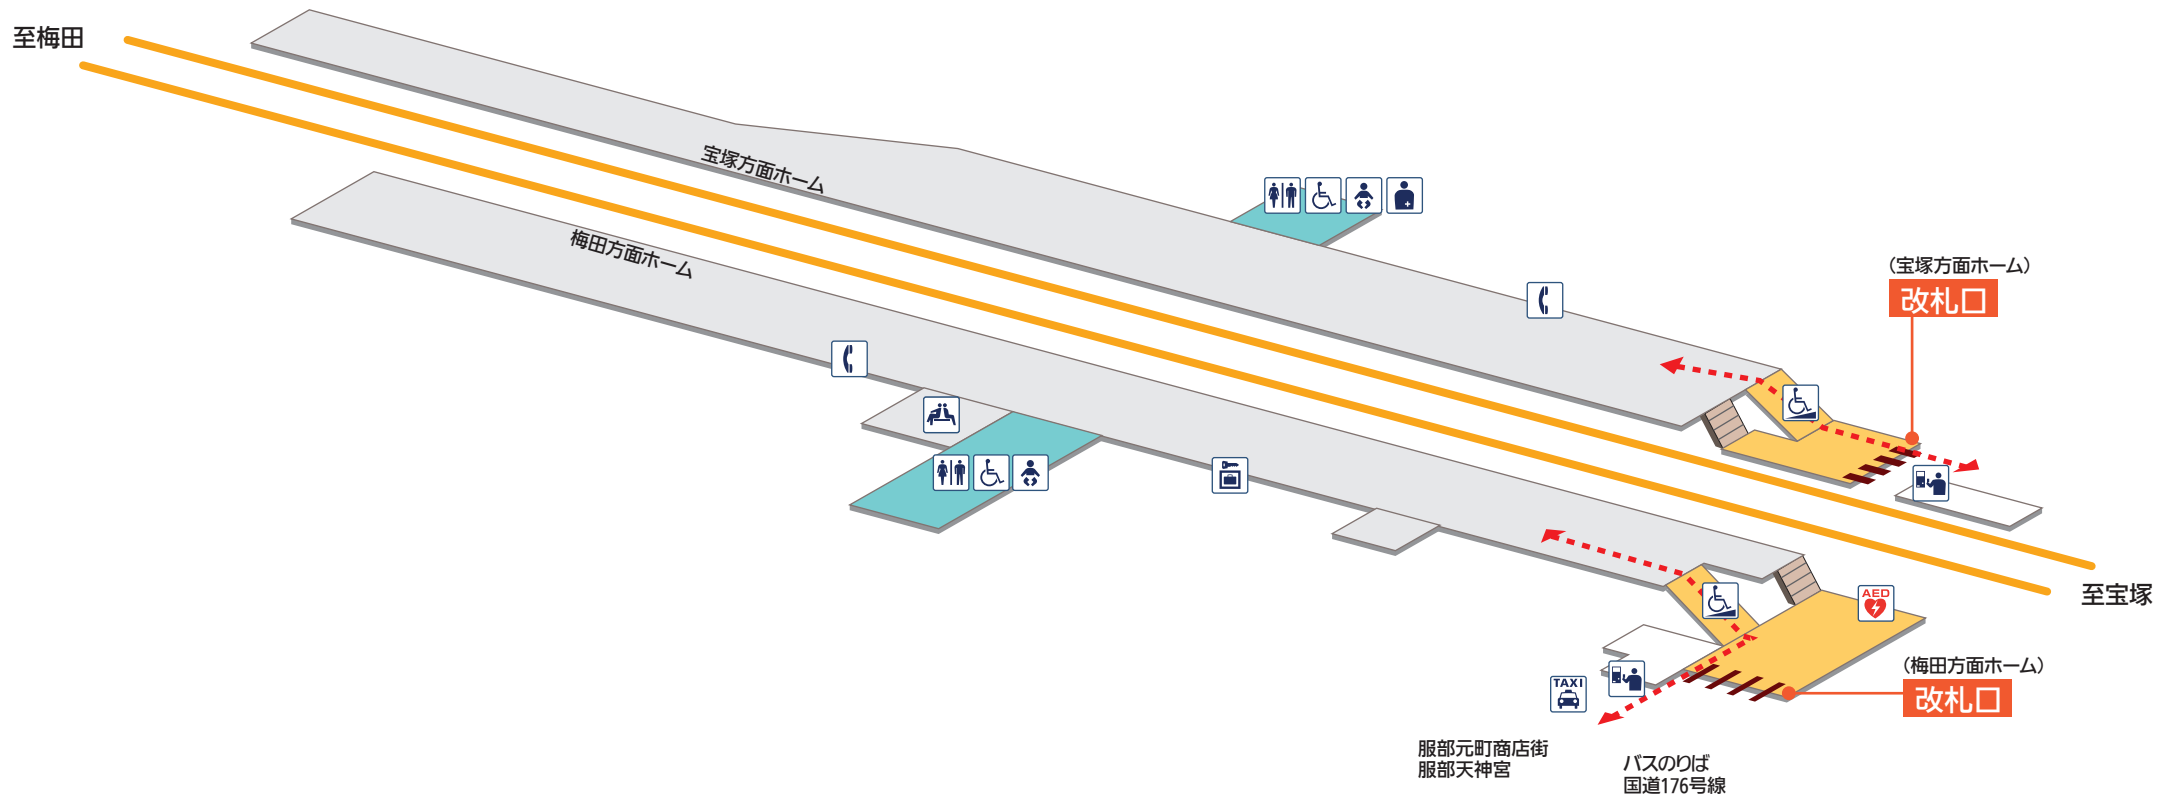 至梅田
宝塚方面ホーム
梅田方面ホーム
(宝塚方面ホーム)
改札口
至宝塚
AED
(梅田方面ホーム)
改札口
TAXI
服部元町商店街
服部天神宮
バスのりば
国道176号線